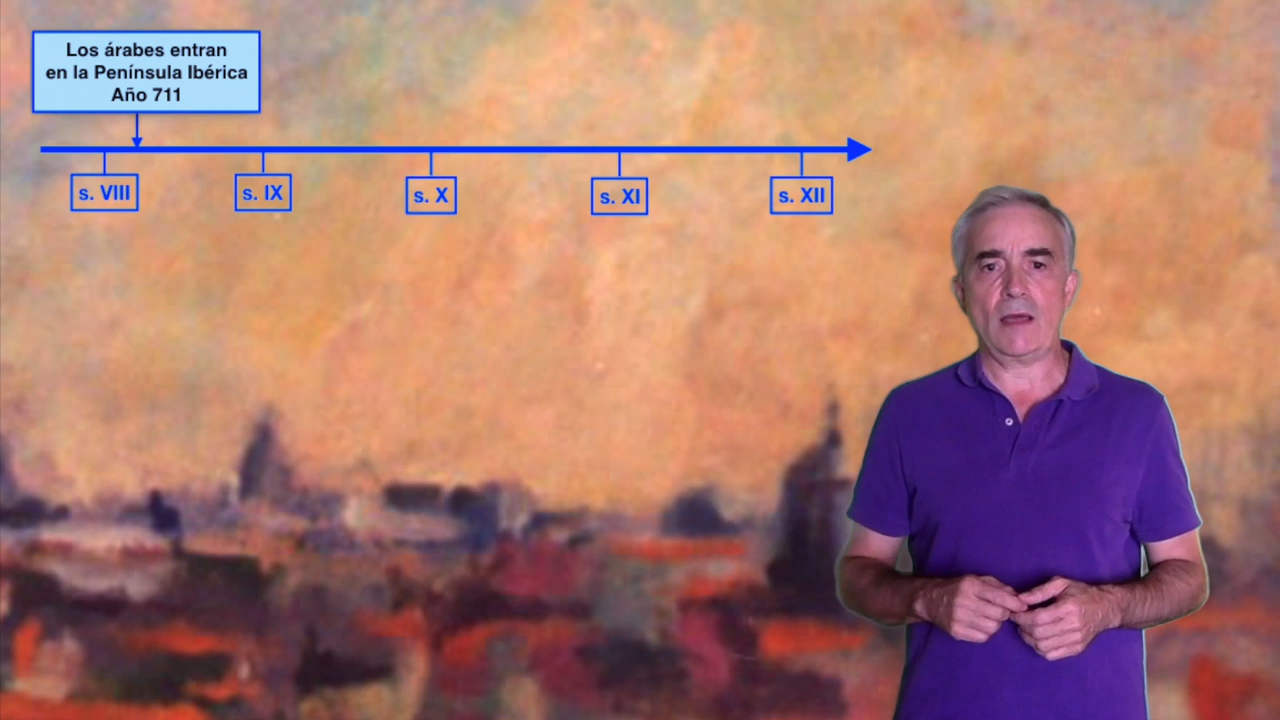 Los árabes entran
en la Península Ibérica
Año 711
s. VIII
s. IX
s. X
s. XI
s. XII